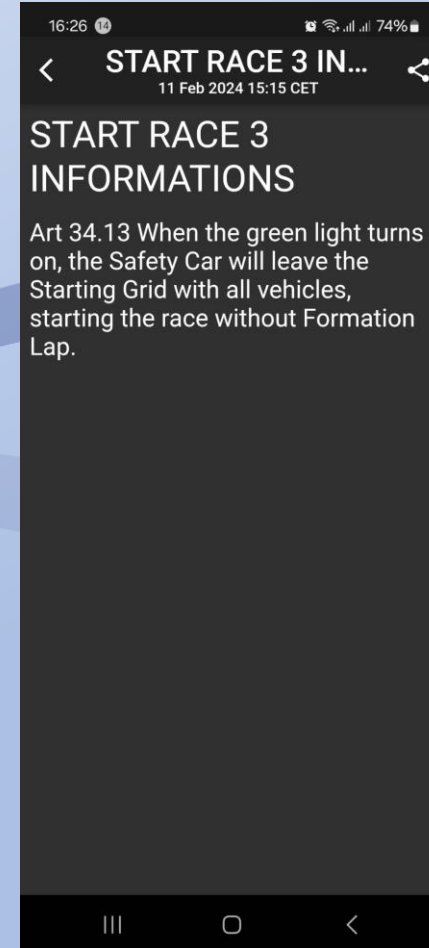 16:26 14 74%
START RACE 3 IN...
11 Feb 2024 15:15 CET
START RACE 3
INFORMATIONS
Art 34.13 When the green light turns
on, the Safety Car will leave the
Starting Grid with all vehicles,
starting the race without Formation
Lap.